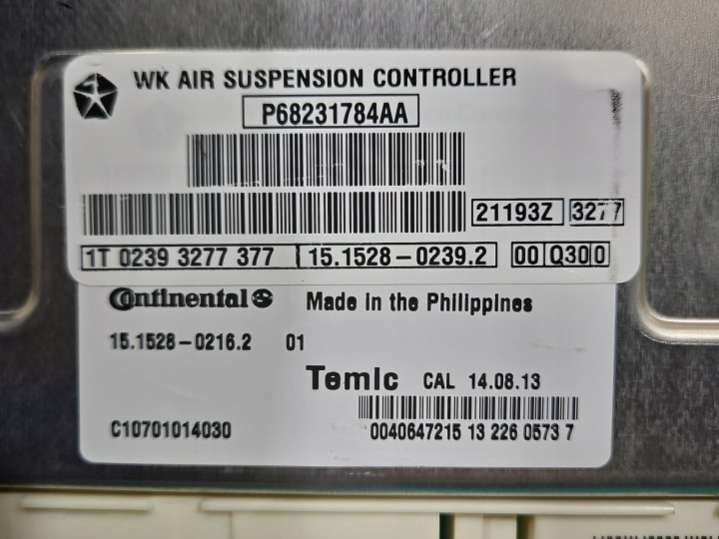 WK AIR SUSPENSION CONTROLLER
P68231784AA
21193Z 3277
1T 0239 3277 377 15.1528-0239.2 00 Q30 0
Continental Made in the Philippines
15.1528-0216.2 01
Temic CAL 14.08.13
C10701014030 0040647215 13 226 0573 7